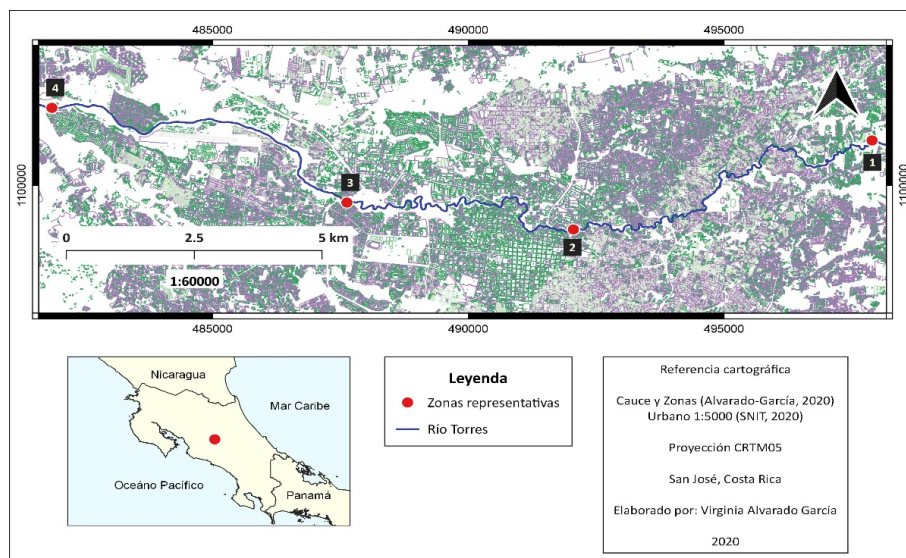 485000
490000
495000
1100000
1100000
4
3
2
1
0
2.5
5 km
1:60000
485000
490000
495000
Nicaragua
Mar Caribe
Oceáno Pacífico
Panamá
Leyenda
Zonas representativas
Río Torres
Referencia cartográfica
Cauce y Zonas (Alvarado-García, 2020)
Urbano 1:5000 (SNIT, 2020)
Proyección CRTM05
San José, Costa Rica
Elaborado por: Virginia Alvarado García
2020